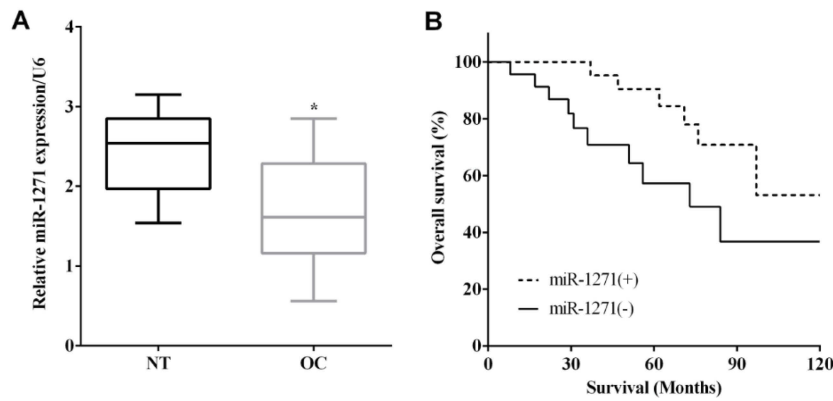 A
Relative miR-1271 expression/U6
4
3
2
1
0
*
NT
OC
B
Overall survival (%)
100
80
60
40
20
0
miR-1271(+)
miR-1271(-)
0
30
60
90
120
Survival (Months)